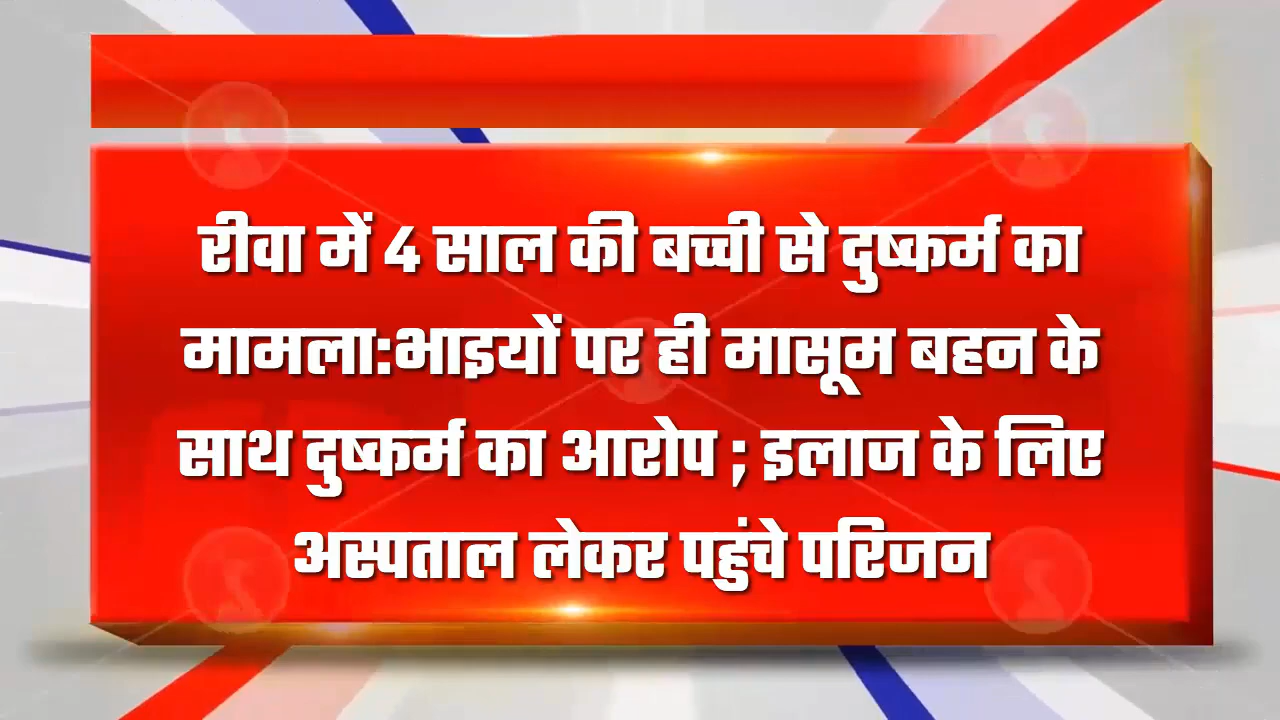 रीवा में 4 साल की बच्ची से दुष्कर्म का
मामला:भाइयों पर ही मासूम बहन के
साथ दुष्कर्म का आरोप ; इलाज के लिए
अस्पताल लेकर पहुंचे परिजन